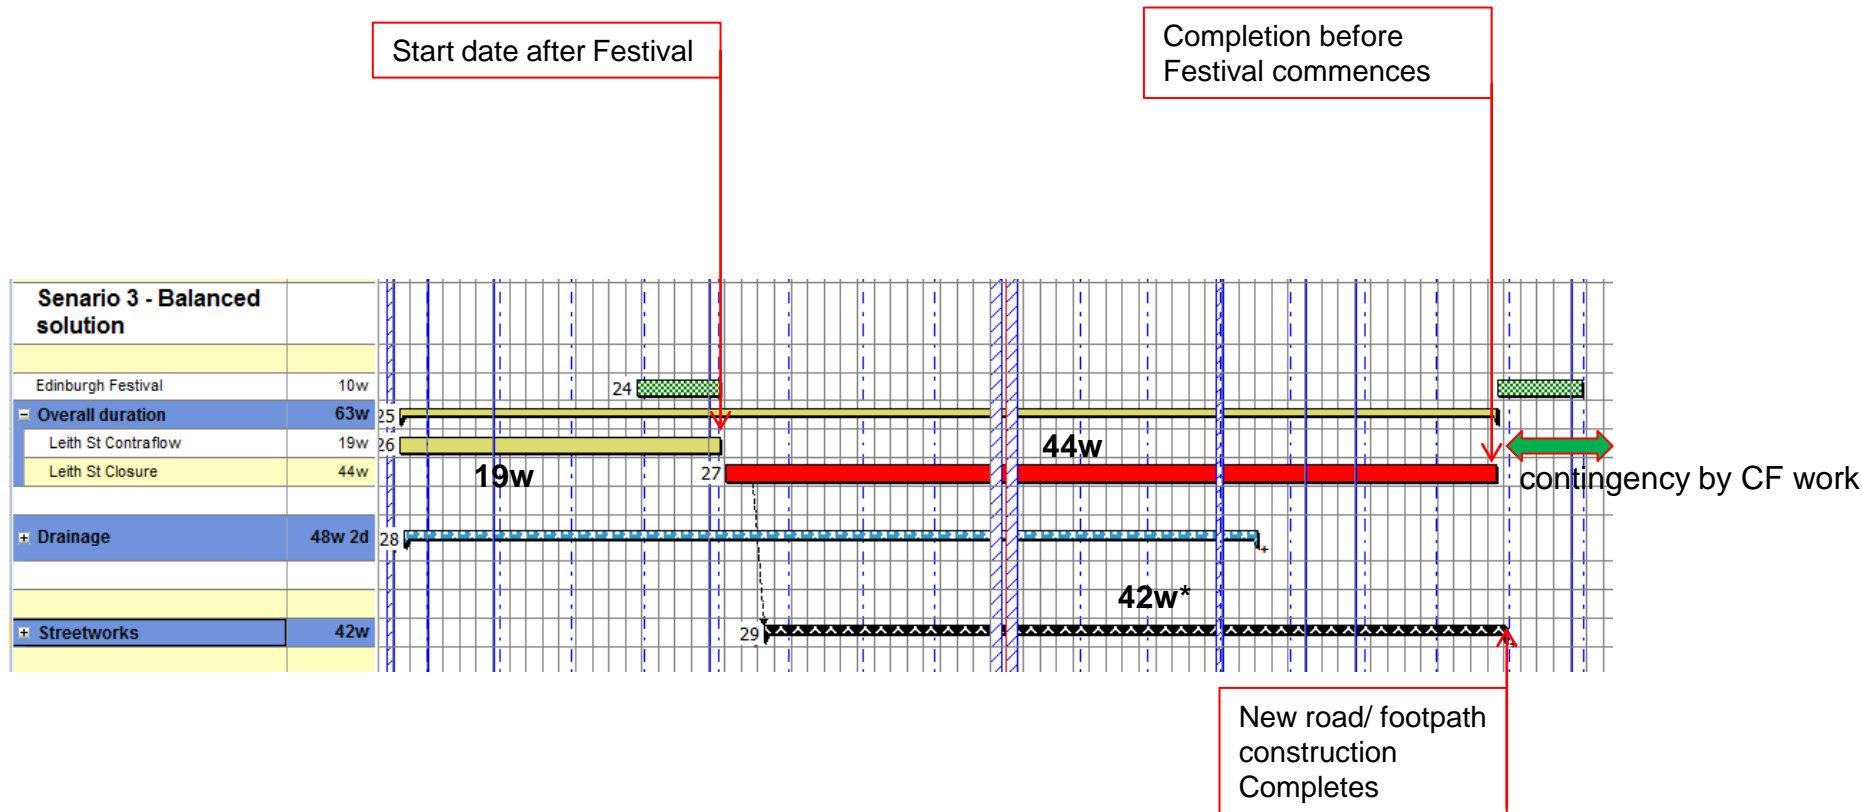 Start date after Festival
Completion before
Festival commences
Senario 3 - Balanced
solution
Edinburgh Festival 10w 24
Overall duration 63w 25
Leith St Contraflow 19w 26
44w
Leith St Closure 44w 27
19w
contingency by CF work
Drainage 48w 2d 28
42w*
Streetworks 42w 29
New road/ footpath
construction
Completes